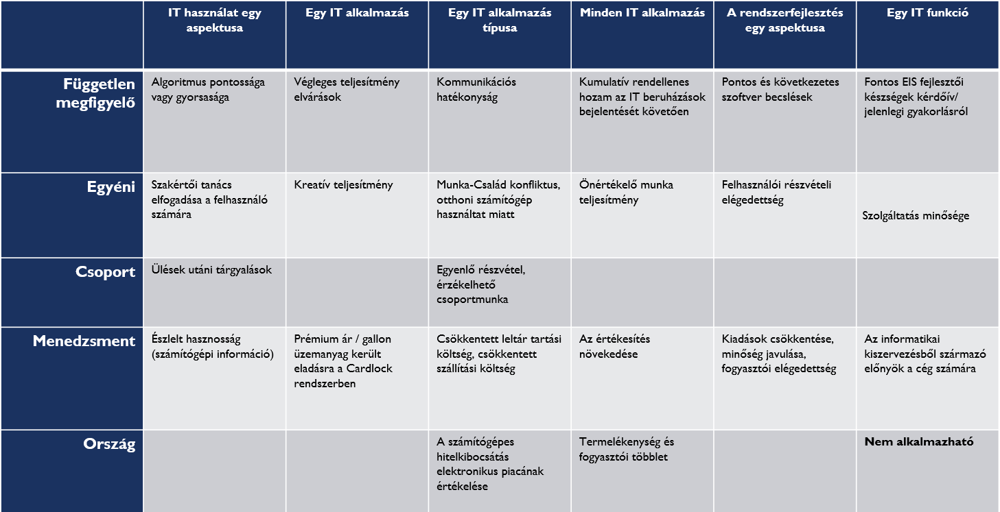 IT használat egy
aspektusa
Egy IT alkalmazás
Egy IT alkalmazás
típusa
Minden IT alkalmazás
A rendszerfejlesztés
egy aspektusa
Egy IT funkció
Független
megfigyelő
Algoritmus pontossága
vagy gyorsasága
Végleges teljesítmény
elvárások
Kommunikációs
hatékonyság
Kumulatív rendellenes
hozam az IT beruházások
bejelentését követően
Pontos és következetes
szoftver becslések
Fontos EIS fejlesztői
készségek kérdőív/
jelenlegi gyakorlásról
Egyéni
Szakértői tanács
elfogadása a felhasználó
számára
Kreatív teljesítmény
Munka-Család konfliktus,
otthoni számítógép
használtat miatt
Önértékelő munka
teljesítmény
Felhasználói részvételi
elégedettség
Szolgáltatás minősége
Csoport
Ülések utáni tárgyalások
Egyenlő részvétel,
érzékelhető
csoportmunka
Menedzsment
Észlelt hasznosság
(számítógépi információ)
Prémium ár / gallon
üzemanyag került
eladásra a Cardlock
rendszerben
Csökkentett leltár tartási
költség, csökkentett
szállítási költség
Az értékesítés
növekedése
Kiadások csökkentése,
minőség javulása,
fogyasztói elégedettség
Az informatikai
kiszervezésből származó
előnyök a cég számára
Ország
A számítógépes
hitelkibocsátás
elektronikus piacának
értékelése
Termelékenység és
fogyasztói többlet
Nem alkalmazható